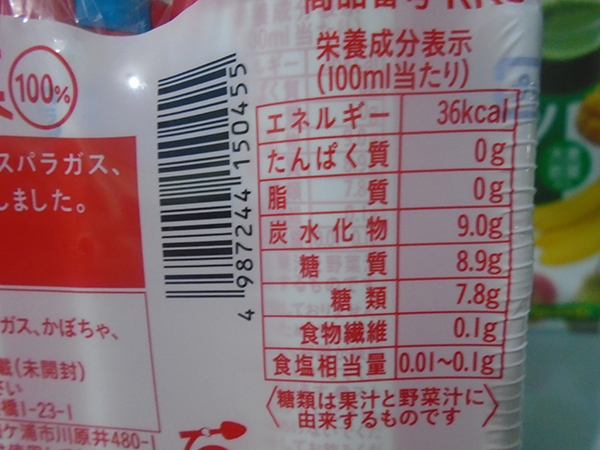 栄養成分表示
(100ml当たり)
エネルギー 36kcal
たんぱく質 0g
脂質 0g
炭水化物 9.0g
糖質 8.9g
糖類 7.8g
食物繊維 0.1g
食塩相当量 0.01~0.1g
〈糖類は果汁と野菜汁に
由来するものです〉
100%
スパラガス、
しました。
4 987244 150455
ガス、かぼちゃ、
(未開封)
さい
橋1-23-1
ケ浦市川原井480-1